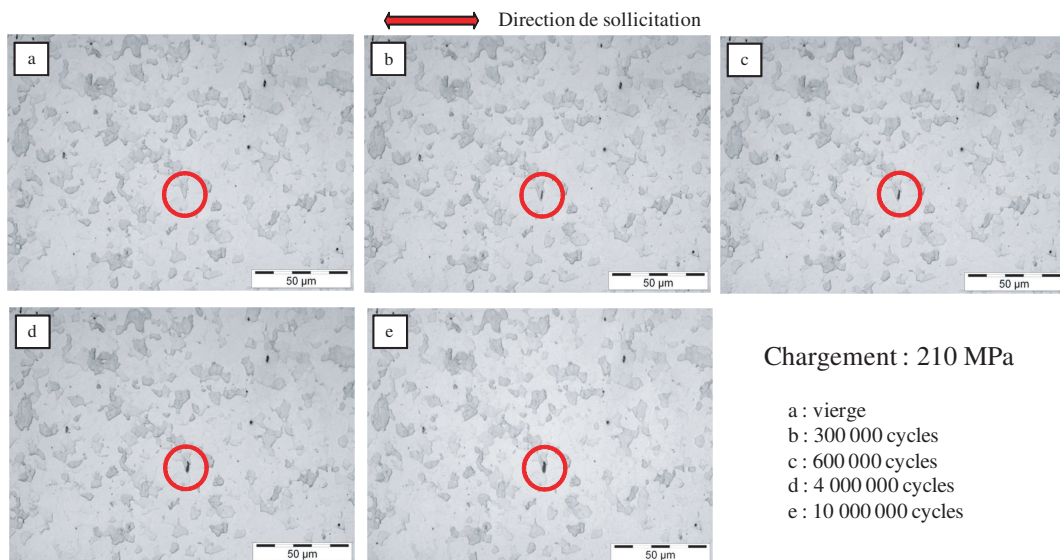 Direction de sollicitation
a
b
c
50 µm
50 µm
50 µm
d
e
50 µm
50 µm
Chargement : 210 MPa
a : vierge
b : 300 000 cycles
c : 600 000 cycles
d : 4 000 000 cycles
e : 10 000 000 cycles